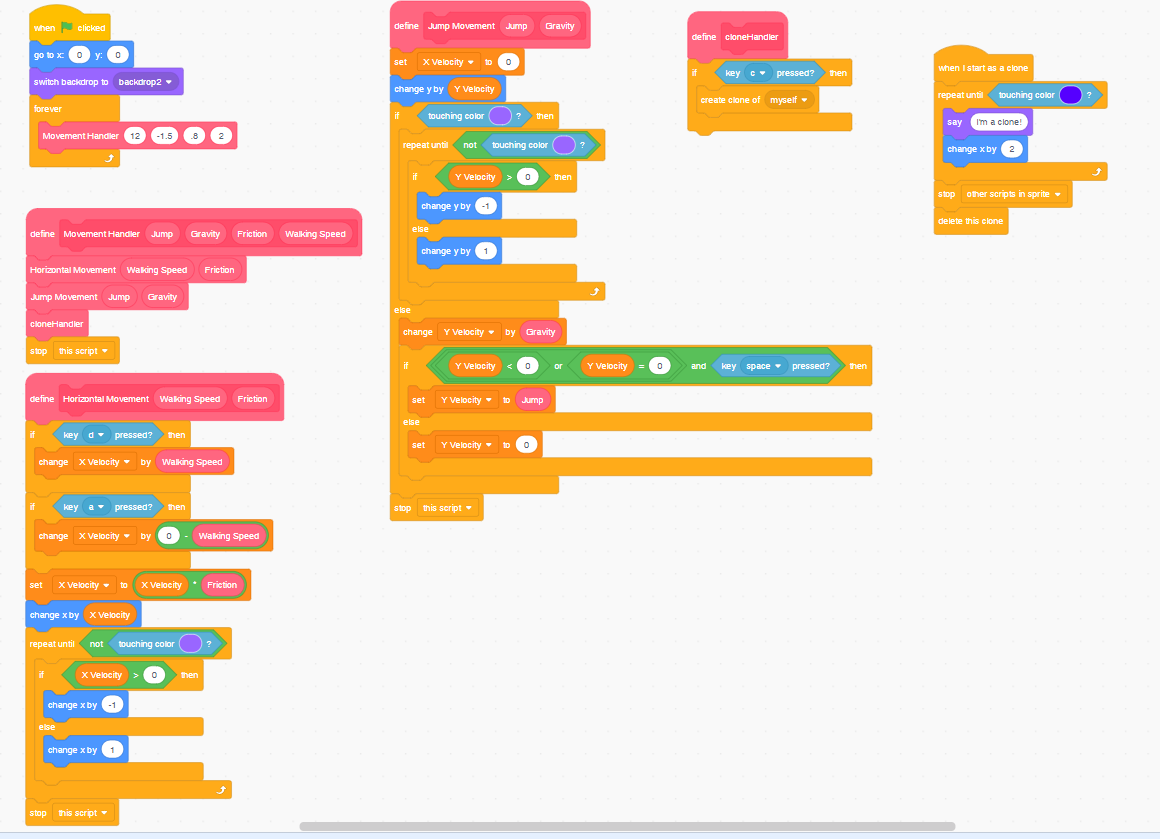 when clicked
go to x: 0 y: 0
switch backdrop to backdrop2
forever
Movement Handler 12 -1.5 .8 2
define Movement Handler Jump Gravity Friction Walking Speed
Horizontal Movement Walking Speed Friction
Jump Movement Jump Gravity
cloneHandler
stop this script
define Horizontal Movement Walking Speed Friction
if key d pressed? then
change X Velocity by Walking Speed
if key a pressed? then
change X Velocity by 0 - Walking Speed
set X Velocity to X Velocity * Friction
change x by X Velocity
repeat until not touching color ?
if X Velocity > 0 then
change x by -1
else
change x by 1
stop this script
define Jump Movement Jump Gravity
set X Velocity to 0
change y by Y Velocity
if touching color ? then
repeat until not touching color ?
if Y Velocity > 0 then
change y by -1
else
change y by 1
else
change Y Velocity by Gravity
if Y Velocity < 0 or Y Velocity = 0 and key space pressed? then
set Y Velocity to Jump
else
set Y Velocity to 0
stop this script
define cloneHandler
if key c pressed? then
create clone of myself
when I start as a clone
repeat until touching color ?
say I'm a clone!
change x by 2
stop other scripts in sprite
delete this clone